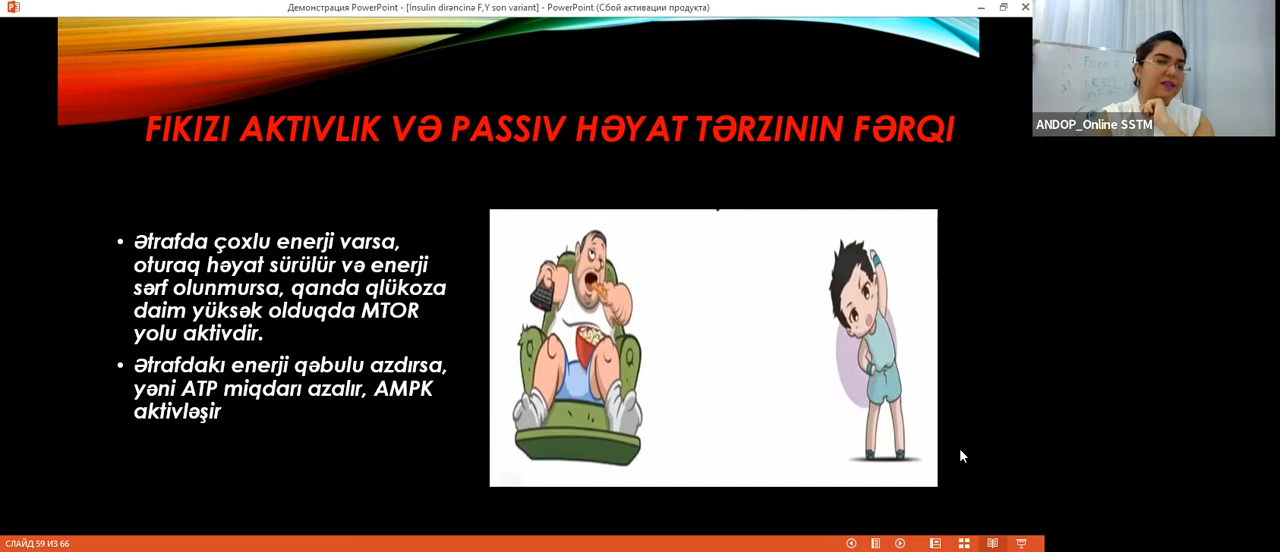 Демонстрация PowerPoint - [İnsulin dirəncinə F,Y son variant] - PowerPoint (Сбой активации продукта)
FIKIZI AKTIVLIK VƏ PASSIV HƏYAT TƏRZININ FƏRQI
• Ətrafda çoxlu enerji varsa,
oturaq həyat sürülür və enerji
sərf olunmursa, qanda qlükoza
daim yüksək olduqda MTOR
yolu aktivdir.
• Ətrafdakı enerji qəbulu azdırsa,
yəni ATP miqdarı azalır, AMPK
aktivləşir
ANDOP_Online SSTM
СЛАЙД 59 ИЗ 66